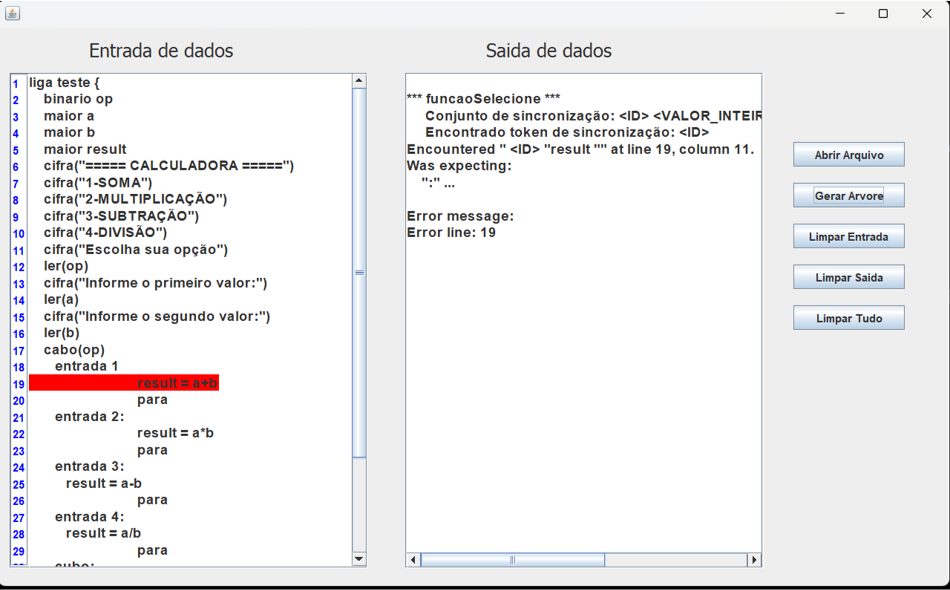 Entrada de dados
1 liga teste {
2 binario op
3 maior a
4 maior b
5 maior result
6 cifra("===== CALCULADORA =====")
7 cifra("1-SOMA")
8 cifra("2-MULTIPLICAÇÃO")
9 cifra("3-SUBTRAÇÃO")
10 cifra("4-DIVISÃO")
11 cifra("Escolha sua opção")
12 ler(op)
13 cifra("Informe o primeiro valor:")
14 ler(a)
15 cifra("Informe o segundo valor:")
16 ler(b)
17 cabo(op)
18 entrada 1
19 result = a+b
20 para
21 entrada 2:
22 result = a*b
23 para
24 entrada 3:
25 result = a-b
26 para
27 entrada 4:
28 result = a/b
29 para
Saida de dados
*** funcaoSelecione ***
Conjunto de sincronização: <ID> <VALOR_INTEIR
Encontrado token de sincronização: <ID>
Encountered " <ID> "result "" at line 19, column 11.
Was expecting:
":" ...
Error message:
Error line: 19
Abrir Arquivo
Gerar Arvore
Limpar Entrada
Limpar Saida
Limpar Tudo